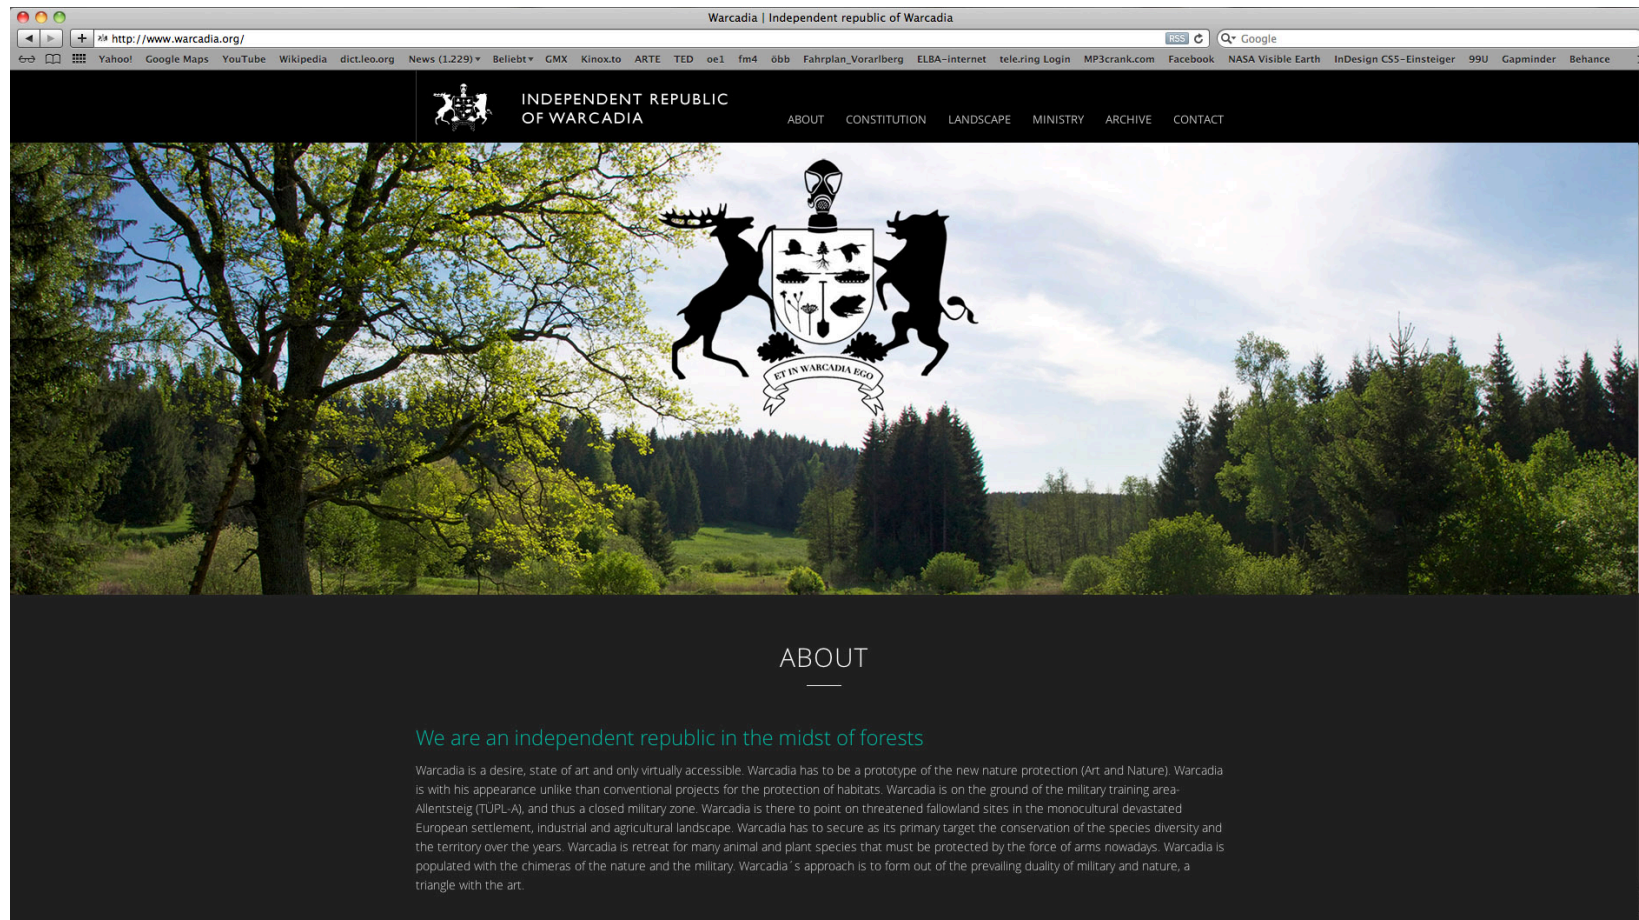 Warcadia | Independent republic of Warcadia
http://www.warcadia.org/
RSS
Google
Yahoo! Google Maps YouTube Wikipedia dict.leo.org News (1.229) Beliebt GMX Kinox.to ARTE TED oe1 fm4 öbb Fahrplan_Vorarlberg ELBA-internet tele.ring Login MP3crank.com Facebook NASA Visible Earth InDesign CS5-Einsteiger 99U Gapminder Behance
INDEPENDENT REPUBLIC
OF WARCADIA
ABOUT CONSTITUTION LANDSCAPE MINISTRY ARCHIVE CONTACT
ET IN WARCADIA EGO
ABOUT
We are an independent republic in the midst of forests
Warcadia is a desire, state of art and only virtually accessible. Warcadia has to be a prototype of the new nature protection (Art and Nature). Warcadia
is with his appearance unlike than conventional projects for the protection of habitats. Warcadia is on the ground of the military training area-
Allentsteig (TÜPL-A), and thus a closed military zone. Warcadia is there to point on threatened fallowland sites in the monocultural devastated
European settlement, industrial and agricultural landscape. Warcadia has to secure as its primary target the conservation of the species diversity and
the territory over the years. Warcadia is retreat for many animal and plant species that must be protected by the force of arms nowadays. Warcadia is
populated with the chimeras of the nature and the military. Warcadia´s approach is to form out of the prevailing duality of military and nature, a
triangle with the art.